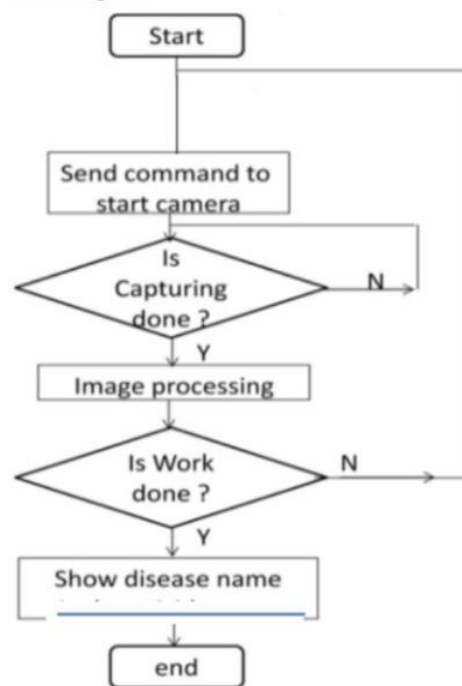 Start
Send command to
start camera
Is
Capturing
done ?
N
Y
Image processing
Is Work
done ?
N
Y
Show disease name
end